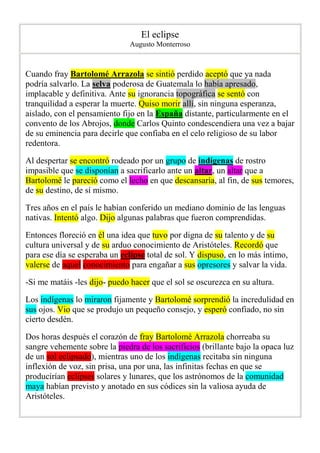 El eclipse
Augusto Monterroso
Cuando fray Bartolomé Arrazola se sintió perdido aceptó que ya nada
podría salvarlo. La selva poderosa de Guatemala lo había apresado,
implacable y definitiva. Ante su ignorancia topográfica se sentó con
tranquilidad a esperar la muerte. Quiso morir allí, sin ninguna esperanza,
aislado, con el pensamiento fijo en la España distante, particularmente en el
convento de los Abrojos, donde Carlos Quinto condescendiera una vez a bajar
de su eminencia para decirle que confiaba en el celo religioso de su labor
redentora.
Al despertar se encontró rodeado por un grupo de indígenas de rostro
impasible que se disponían a sacrificarlo ante un altar, un altar que a
Bartolomé le pareció como el lecho en que descansaría, al fin, de sus temores,
de su destino, de sí mismo.
Tres años en el país le habían conferido un mediano dominio de las lenguas
nativas. Intentó algo. Dijo algunas palabras que fueron comprendidas.
Entonces floreció en él una idea que tuvo por digna de su talento y de su
cultura universal y de su arduo conocimiento de Aristóteles. Recordó que
para ese día se esperaba un eclipse total de sol. Y dispuso, en lo más íntimo,
valerse de aquel conocimiento para engañar a sus opresores y salvar la vida.
-Si me matáis -les dijo- puedo hacer que el sol se oscurezca en su altura.
Los indígenas lo miraron fijamente y Bartolomé sorprendió la incredulidad en
sus ojos. Vio que se produjo un pequeño consejo, y esperó confiado, no sin
cierto desdén.
Dos horas después el corazón de fray Bartolomé Arrazola chorreaba su
sangre vehemente sobre la piedra de los sacrificios (brillante bajo la opaca luz
de un sol eclipsado), mientras uno de los indígenas recitaba sin ninguna
inflexión de voz, sin prisa, una por una, las infinitas fechas en que se
producirían eclipses solares y lunares, que los astrónomos de la comunidad
maya habían previsto y anotado en sus códices sin la valiosa ayuda de
Aristóteles.